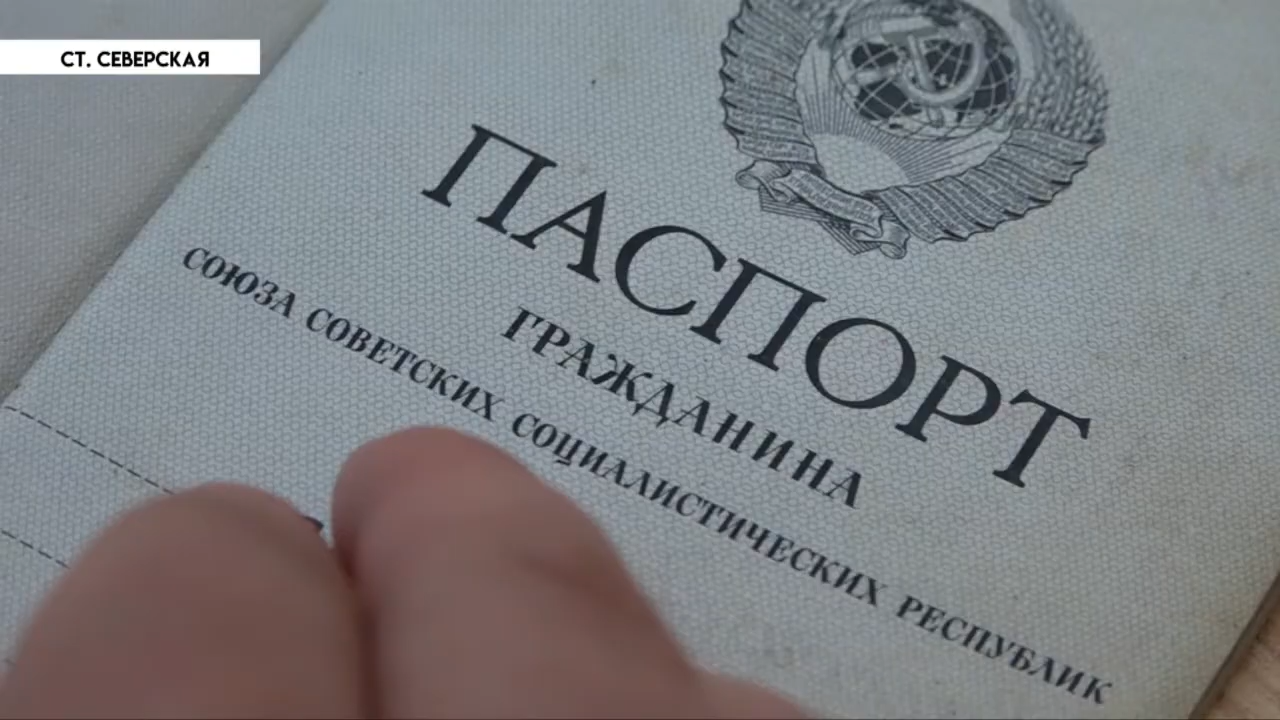 СТ. СЕВЕРСКАЯ
ПАСПОРТ
ГРАЖДАНИНА
СОЮЗА СОВЕТСКИХ СОЦИАЛИСТИЧЕСКИХ РЕСПУБЛИК